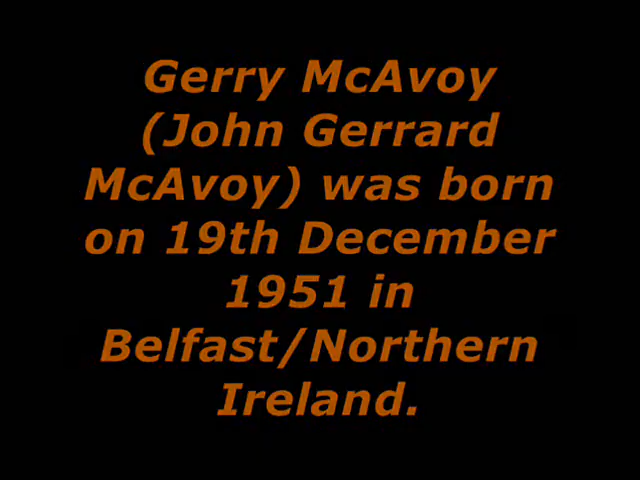 Gerry McAvoy
(John Gerrard
McAvoy) was born
on 19th December
1951 in
Belfast/Northern
Ireland.